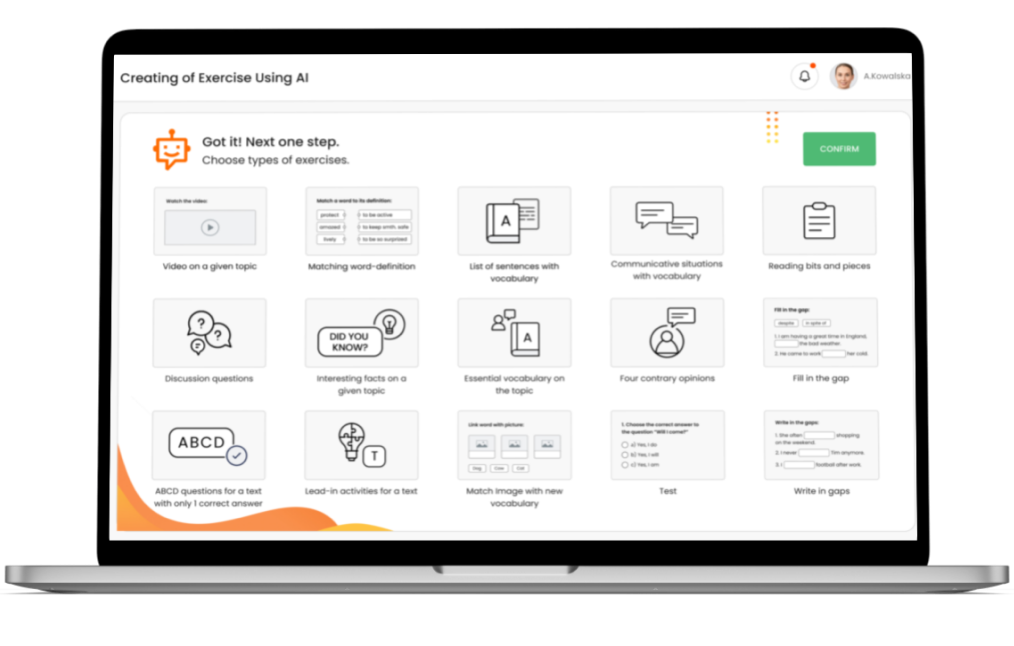 Creating of Exercise Using AI
A.Kowalska
Got it! Next one step.
Choose types of exercises.
CONFIRM
Watch the video:
Video on a given topic
Match a word to its definition:
protect
to be active
amazed
to keep smth. safe
lively
to be so surprized
Matching word-definition
A
List of sentences with
vocabulary
Communicative situations
with vocabulary
Reading bits and pieces
? ?
Discussion questions
DID YOU
KNOW?
Interesting facts on a
given topic
A
Essential vocabulary on
the topic
Four contrary opinions
Fill in the gap:
despite
in spite of
1. I am having a great time in England,
the bad weather.
2. He came to work
her cold.
Fill in the gap
ABCD
ABCD questions for a text
with only 1 correct answer
T
Lead-in activities for a text
Link word with picture:
Dog
Cow
Cat
Match Image with new
vocabulary
1. Choose the correct answer to
the question "Will I come?"
a) Yes, I do
b) Yes, I will
c) Yes, I am
Test
Write in the gaps:
1. She often
shopping
on the weekend.
2. I never
Tim anymore.
3. I
football after work.
Write in gaps